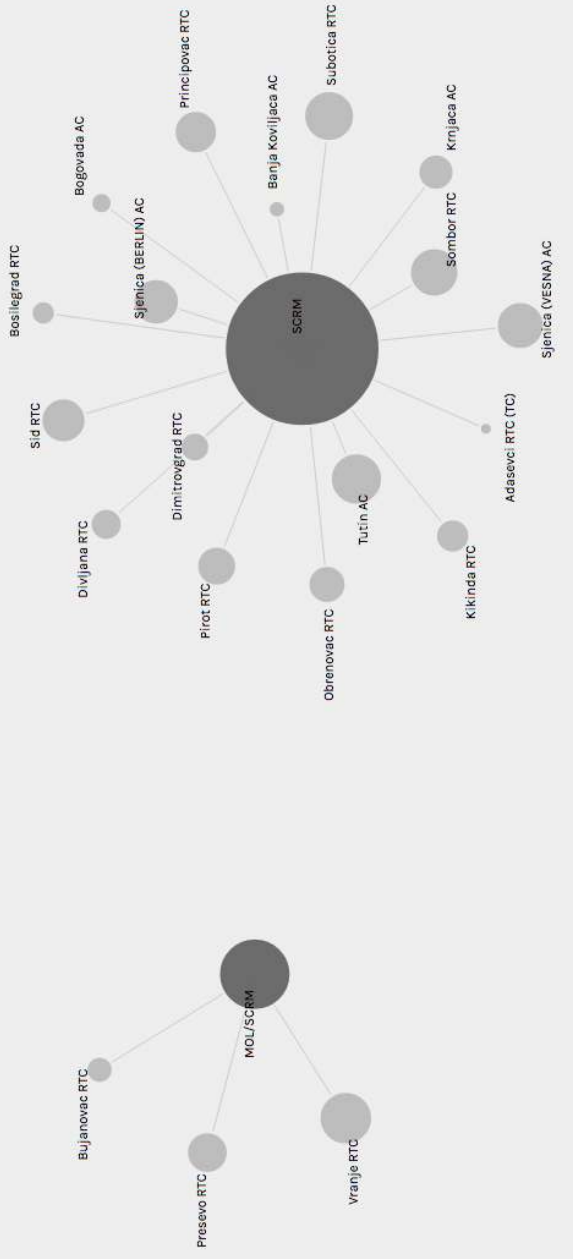 Principovac RTC
Subotica RTC
Bogovada AC
Banja Koviljaca AC
Krnjaca AC
Bosilegrad RTC
Sjenica (BERLIN) AC
Sombor RTC
SCRM
Sjenica (VESNA) AC
Sid RTC
Dimitrovgrad RTC
Adasevci RTC (TC)
Tutin AC
Divljana RTC
Pirot RTC
Kikinda RTC
Obrenovac RTC
MOL/SCRM
Bujanovac RTC
Presevo RTC
Vranje RTC